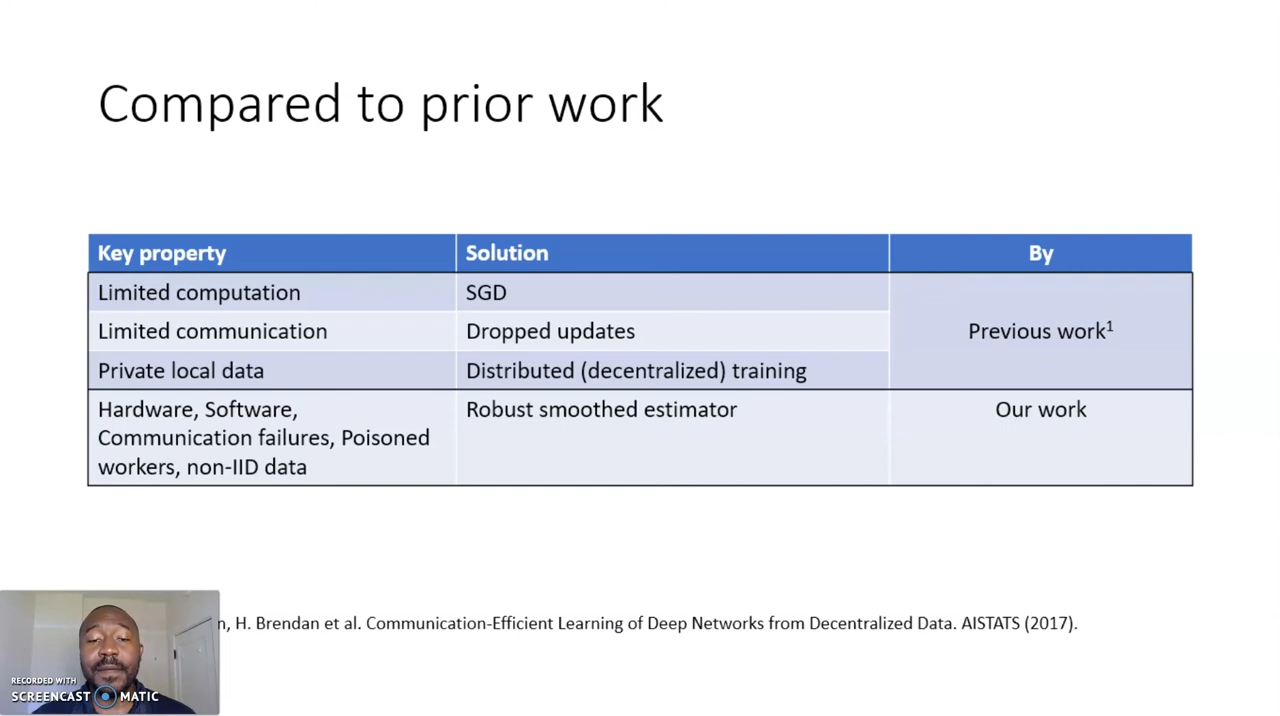 Compared to prior work
Key property Solution By
Limited computation SGD
Limited communication Dropped updates Previous work¹
Private local data Distributed (decentralized) training
Hardware, Software, Robust smoothed estimator Our work
Communication failures, Poisoned
workers, non-IID data
H. Brendan et al. Communication-Efficient Learning of Deep Networks from Decentralized Data. AISTATS (2017).
RECORDED WITH
SCREENCAST MATIC